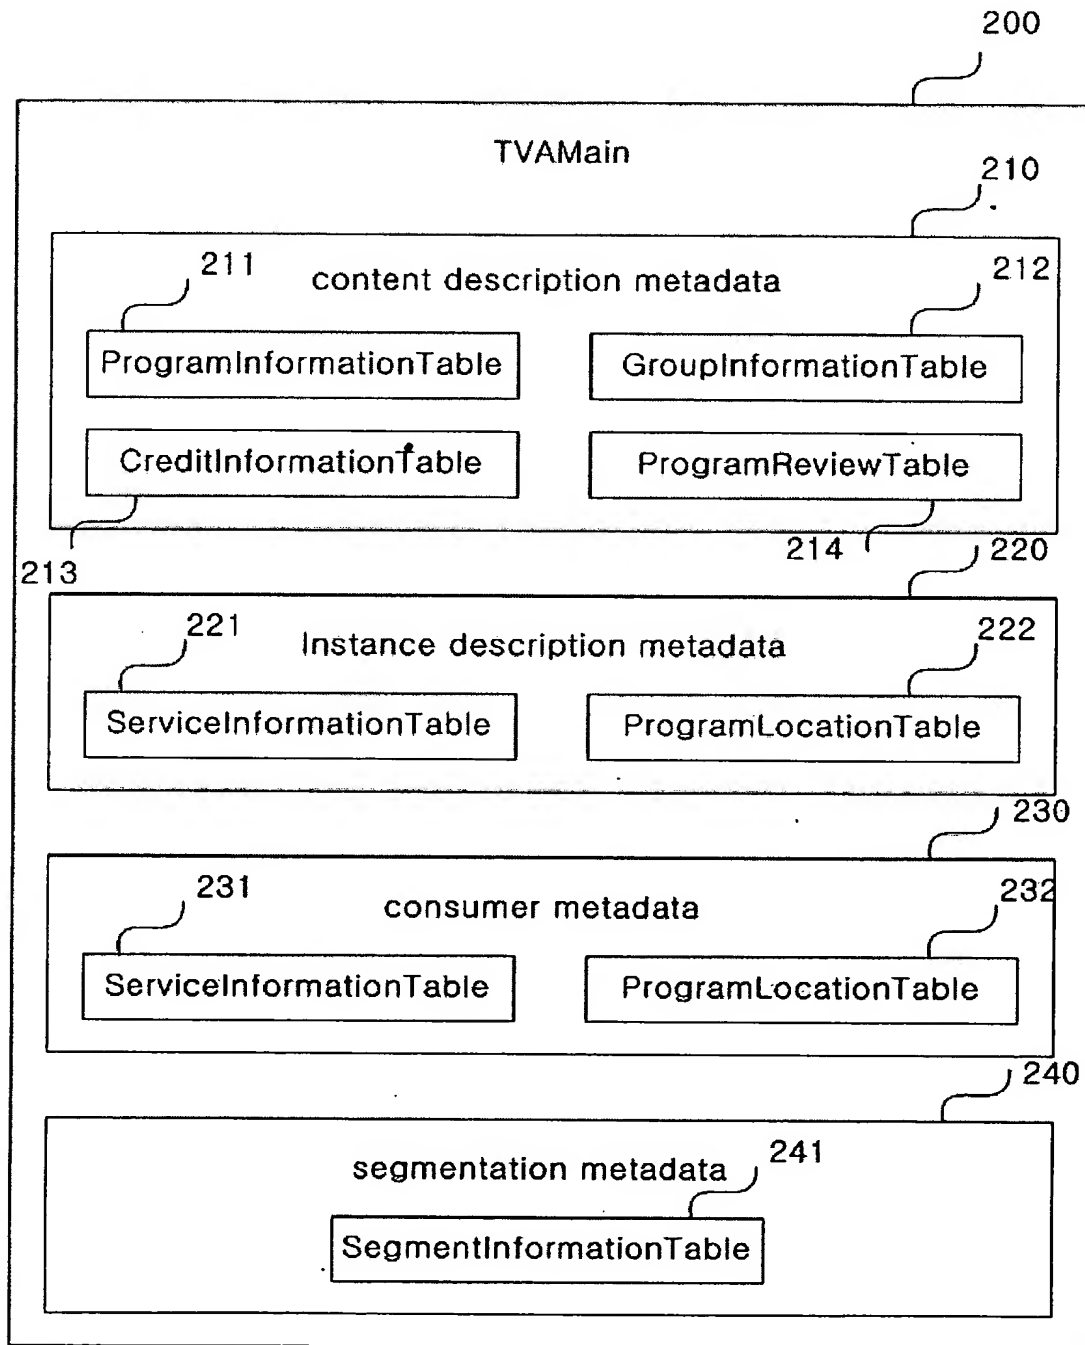 200
TVAMain
210
211
content description metadata
212
ProgramInformationTable
GroupInformationTable
CreditInformationTable
ProgramReviewTable
213
214
220
221
Instance description metadata
222
ServiceInformationTable
ProgramLocationTable
230
231
consumer metadata
232
ServiceInformationTable
ProgramLocationTable
240
segmentation metadata
241
SegmentInformationTable